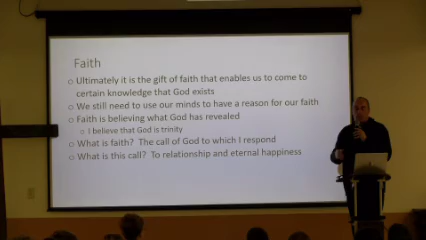 Faith
Ultimately it is the gift of faith that enables us to come to
certain knowledge that God exists
We still need to use our minds to have a reason for our faith
Faith is believing what God has revealed
I believe that God is trinity
What is faith? The call of God to which I respond
What is this call? To relationship and eternal happiness